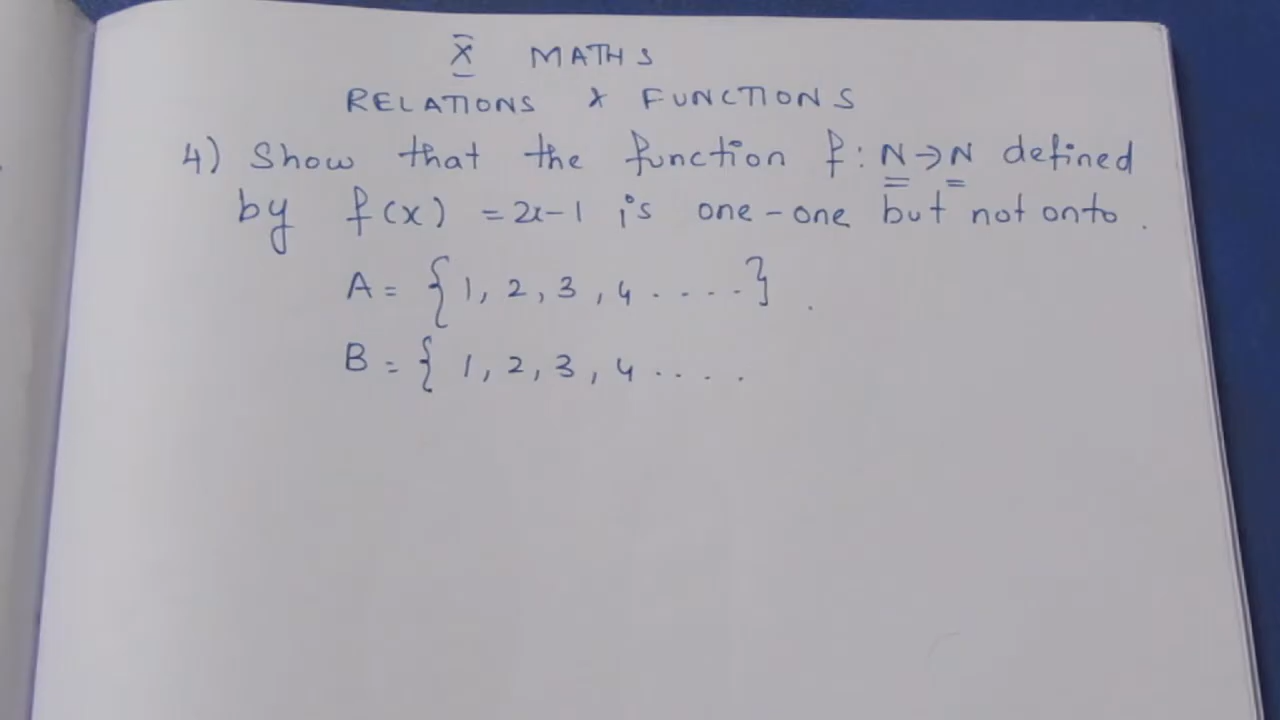 X MATHS
RELATIONS & FUNCTIONS
4) Show that the function f: N→N defined
by f(x) = 2x-1 is one-one but not onto.
A = { 1, 2, 3, 4 ....}.
B = { 1, 2, 3, 4 ....